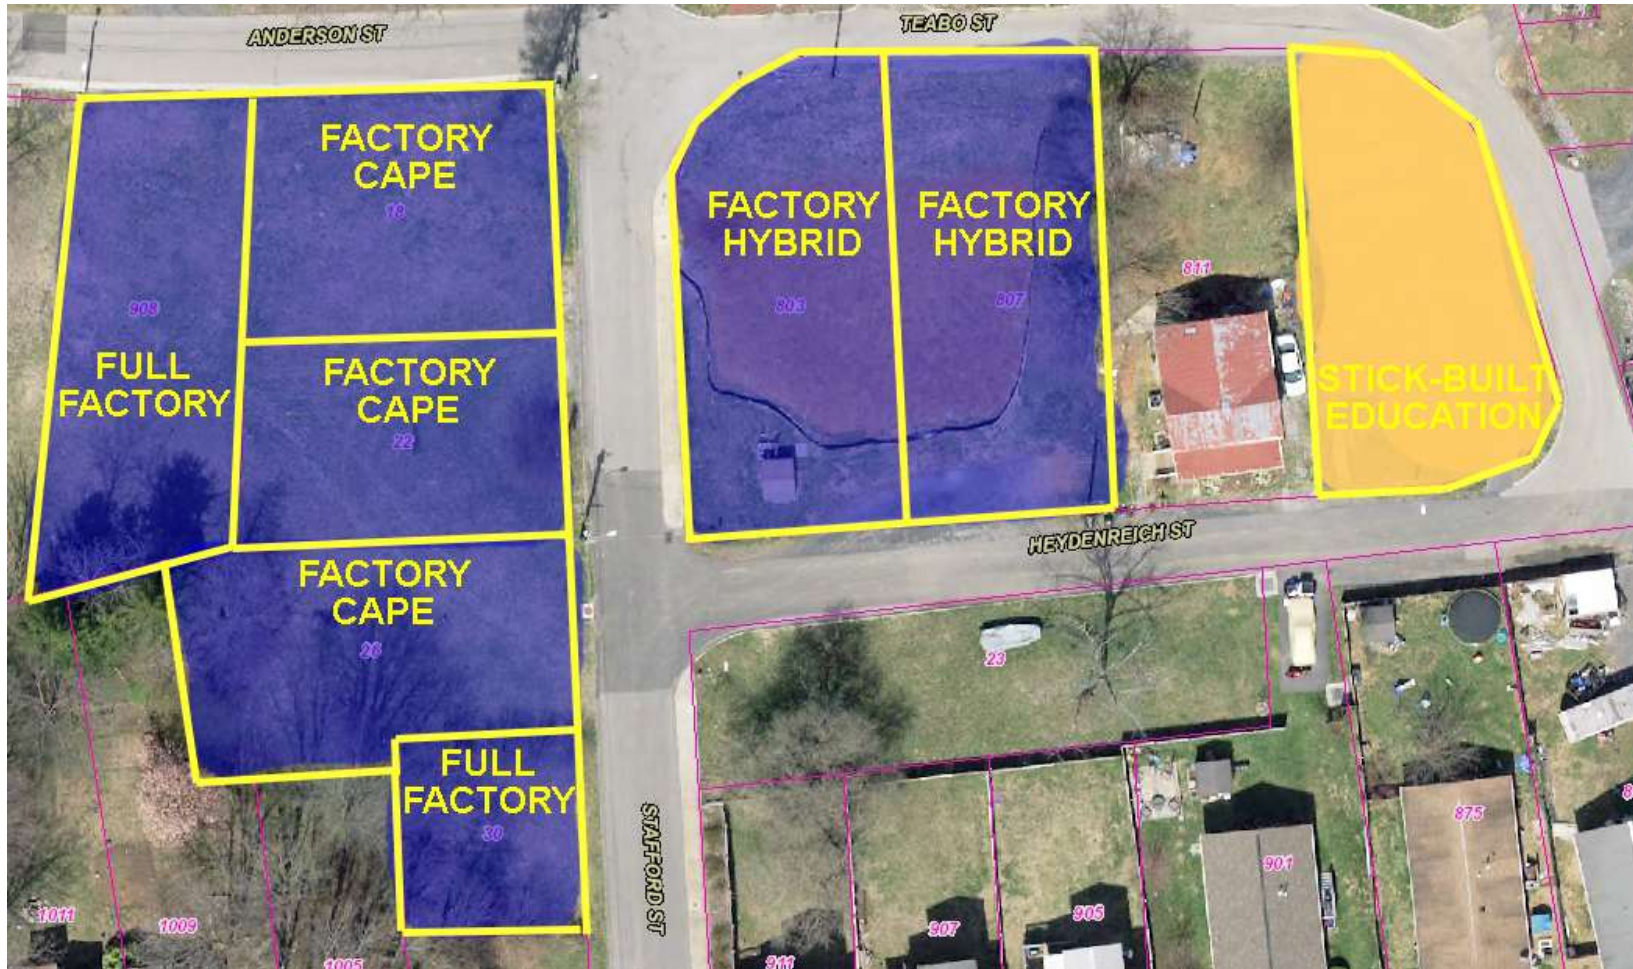 ANDERSON ST
TEABO ST
FACTORY
CAPE
18
908
FULL
FACTORY
FACTORY
CAPE
22
FACTORY
HYBRID
803
FACTORY
HYBRID
807
811
STICK-BUILT
EDUCATION
HEYDENREICH ST
FACTORY
CAPE
26
23
FULL
FACTORY
30
STAFFORD ST
875
901
1011
1009
1005
907
905
911